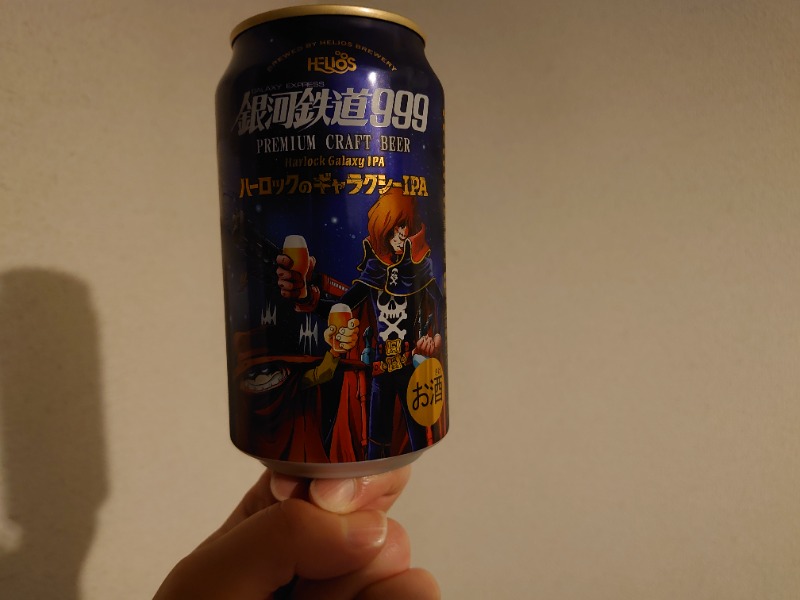 BREWED BY HELIOS BREWERY
HELIOS
GALAXY EXPRESS
銀河鉄道999
PREMIUM CRAFT BEER
Harlock Galaxy IPA
ハーロックのギャラクシーIPA
お酒